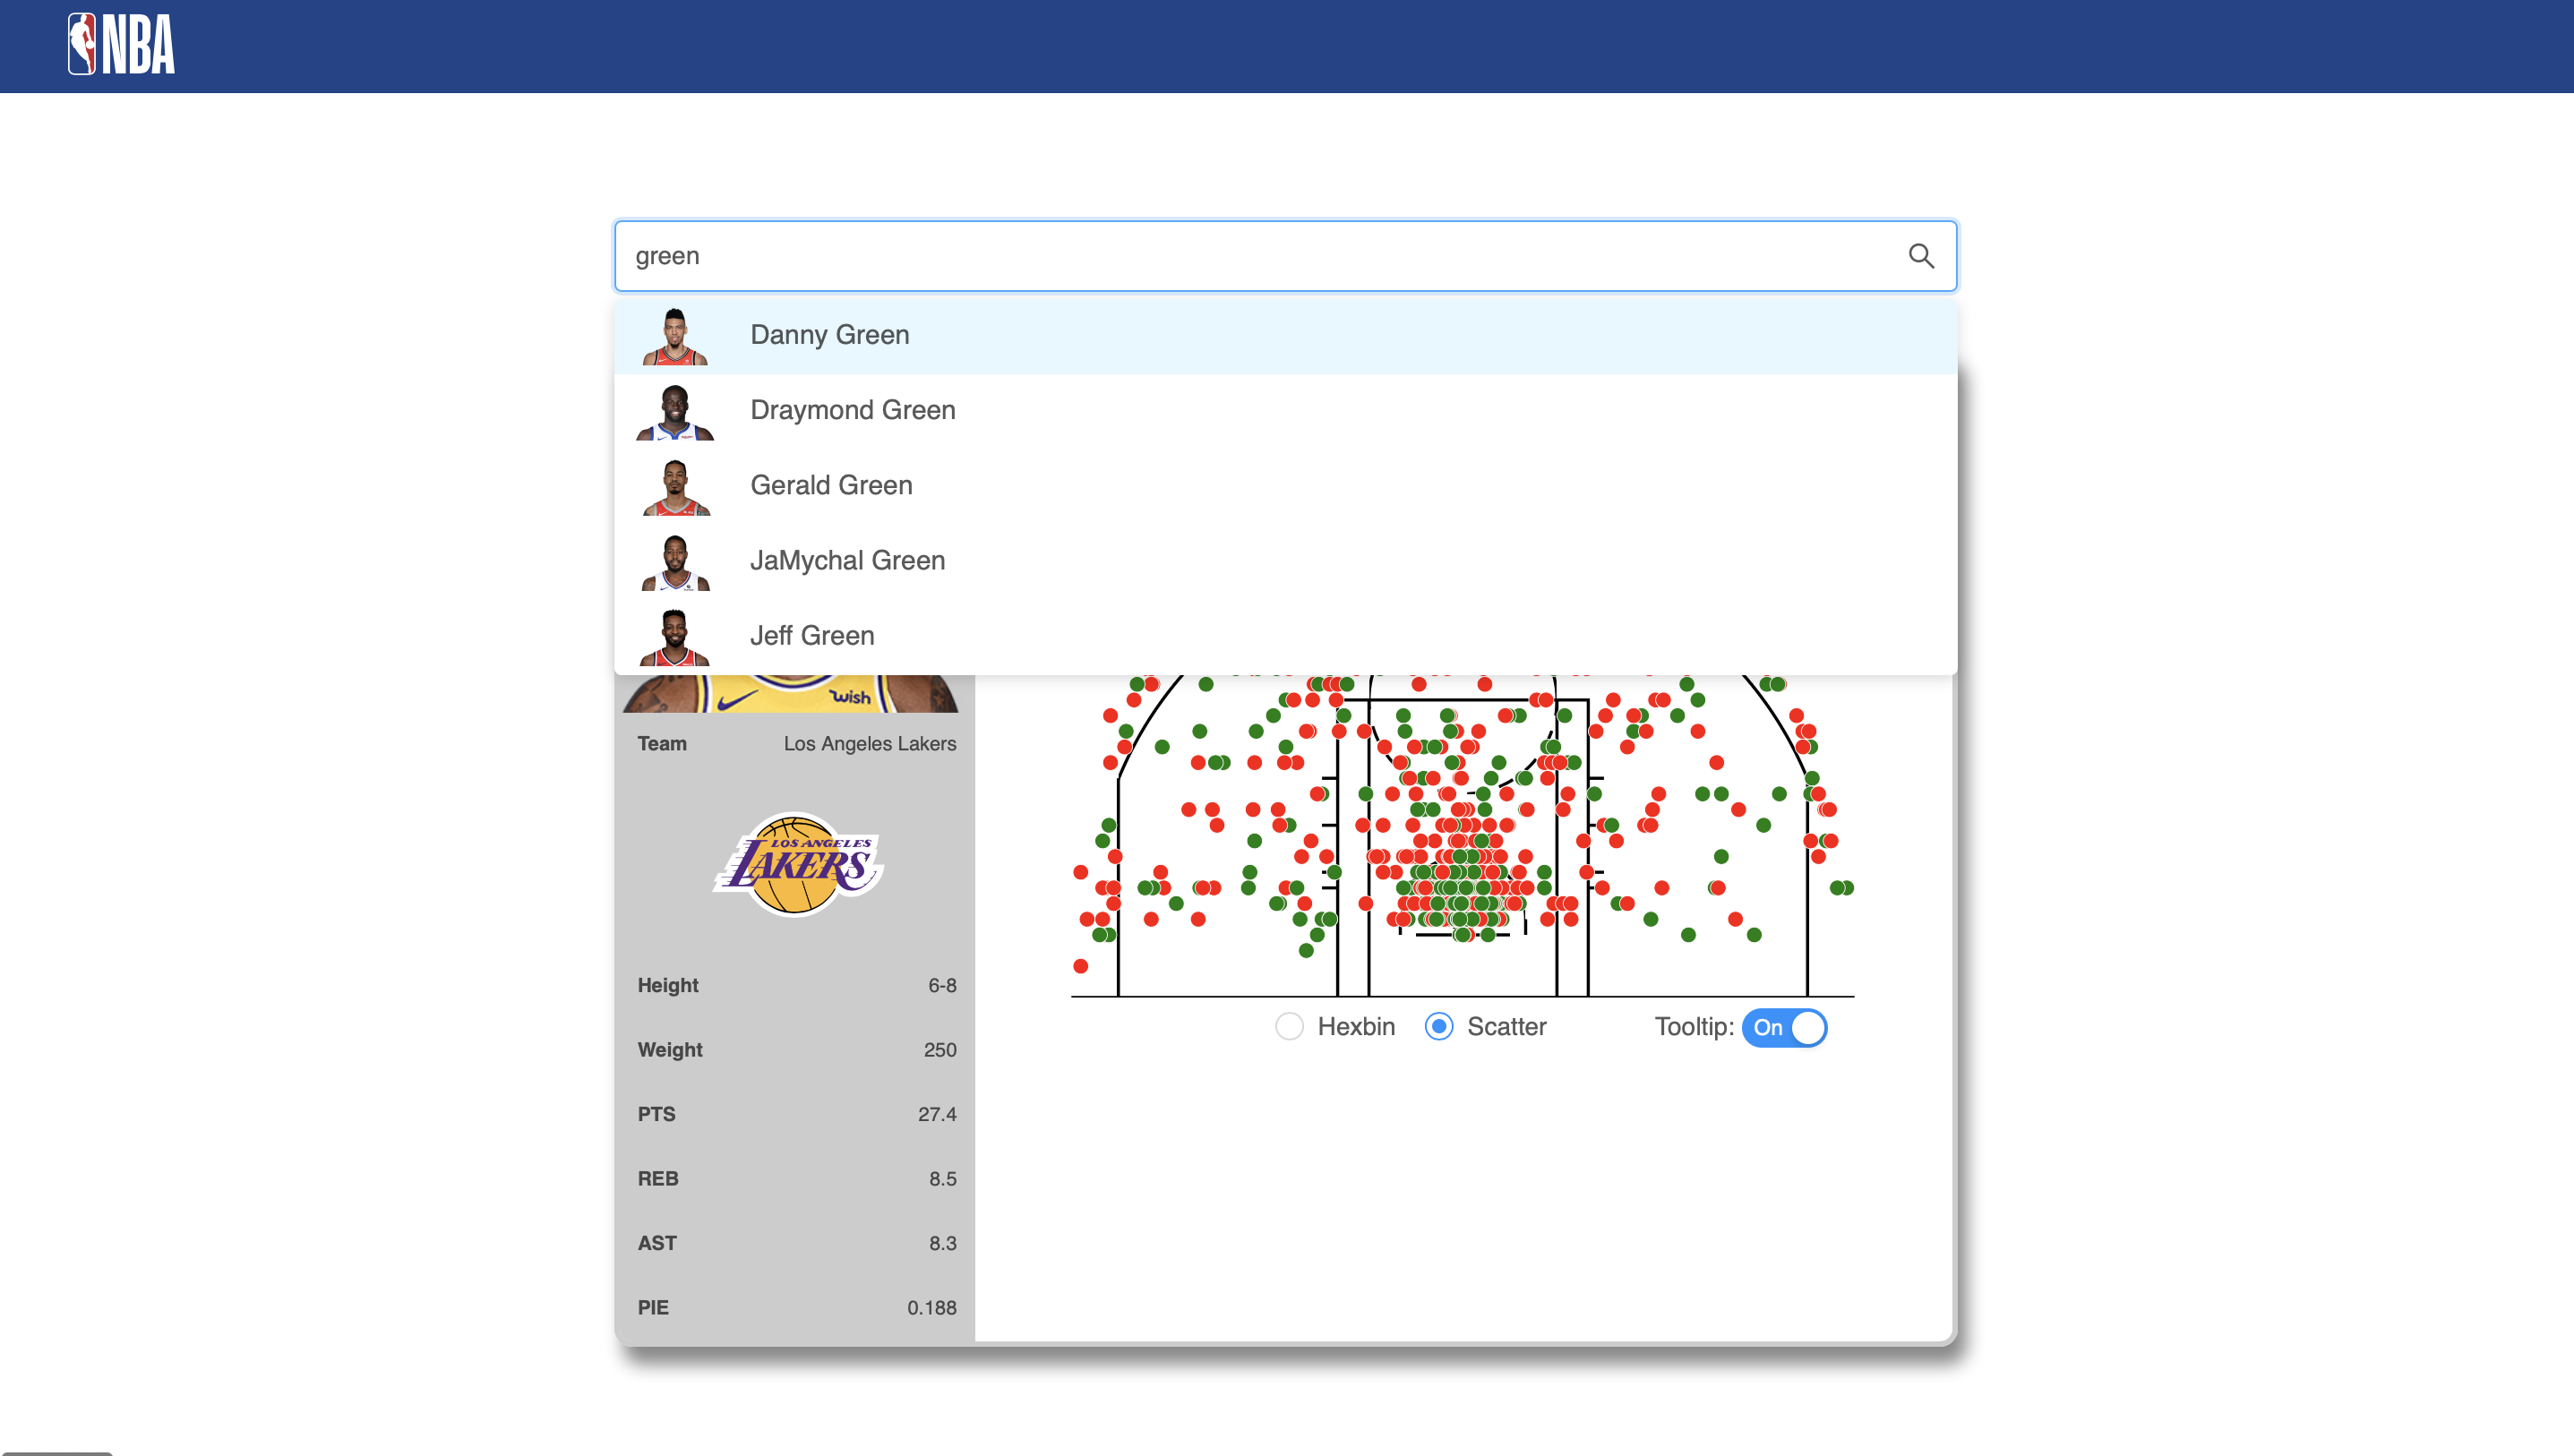 NBA
green
Danny Green
Draymond Green
Gerald Green
JaMychal Green
Jeff Green
wish
Team Los Angeles Lakers
LOS ANGELES
LAKERS
Height 6-8
Weight 250
PTS 27.4
REB 8.5
AST 8.3
PIE 0.188
Hexbin Scatter Tooltip: On